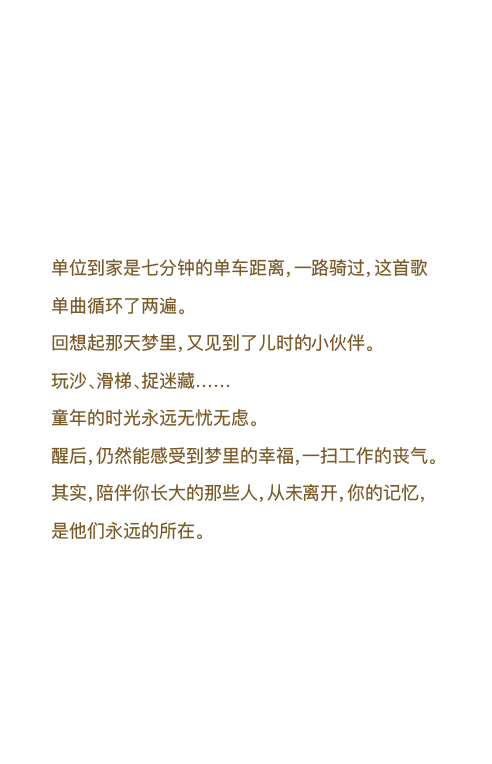 单位到家是七分钟的单车距离，一路骑过，这首歌
单曲循环了两遍。
回想起那天梦里，又见到了儿时的小伙伴。
玩沙、滑梯、捉迷藏……
童年的时光永远无忧无虑。
醒后，仍然能感受到梦里的幸福，一扫工作的丧气。
其实，陪伴你长大的那些人，从未离开，你的记忆，
是他们永远的所在。